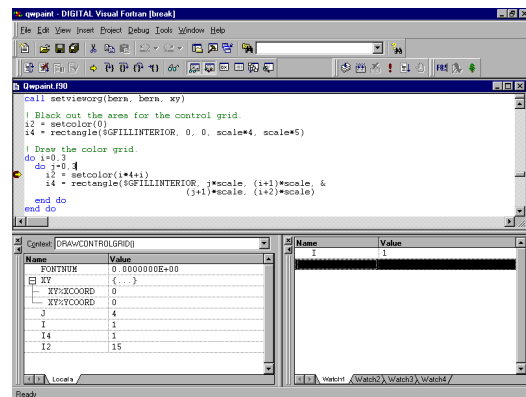 qwpaint - DIGITAL Visual Fortran [break]
File Edit View Insert Project Debug Tools Window Help
Qwpaint.f90
call setvieworg(bern, bern, xy)
! Black out the area for the control grid.
i2 = setcolor(0)
i4 = rectangle($GFILLINTERIOR, 0, 0, scale*4, scale*5)
! Draw the color grid.
do i=0,3
do j=0,3
i2 = setcolor(i*4+i)
i4 = rectangle($GFILLINTERIOR, j*scale, (i+1)*scale, &
(j+1)*scale, (i+2)*scale)
end do
end do
Context: DRAWCONTROLGRID()
Name Value
FONTNUM 0.0000000E+00
XY {...}
XY%XCOORD 0
XY%YCOORD 0
J 4
I 1
I4 1
I2 15
Locals
Name Value
I 1
Watch1 Watch2 Watch3 Watch4
Ready